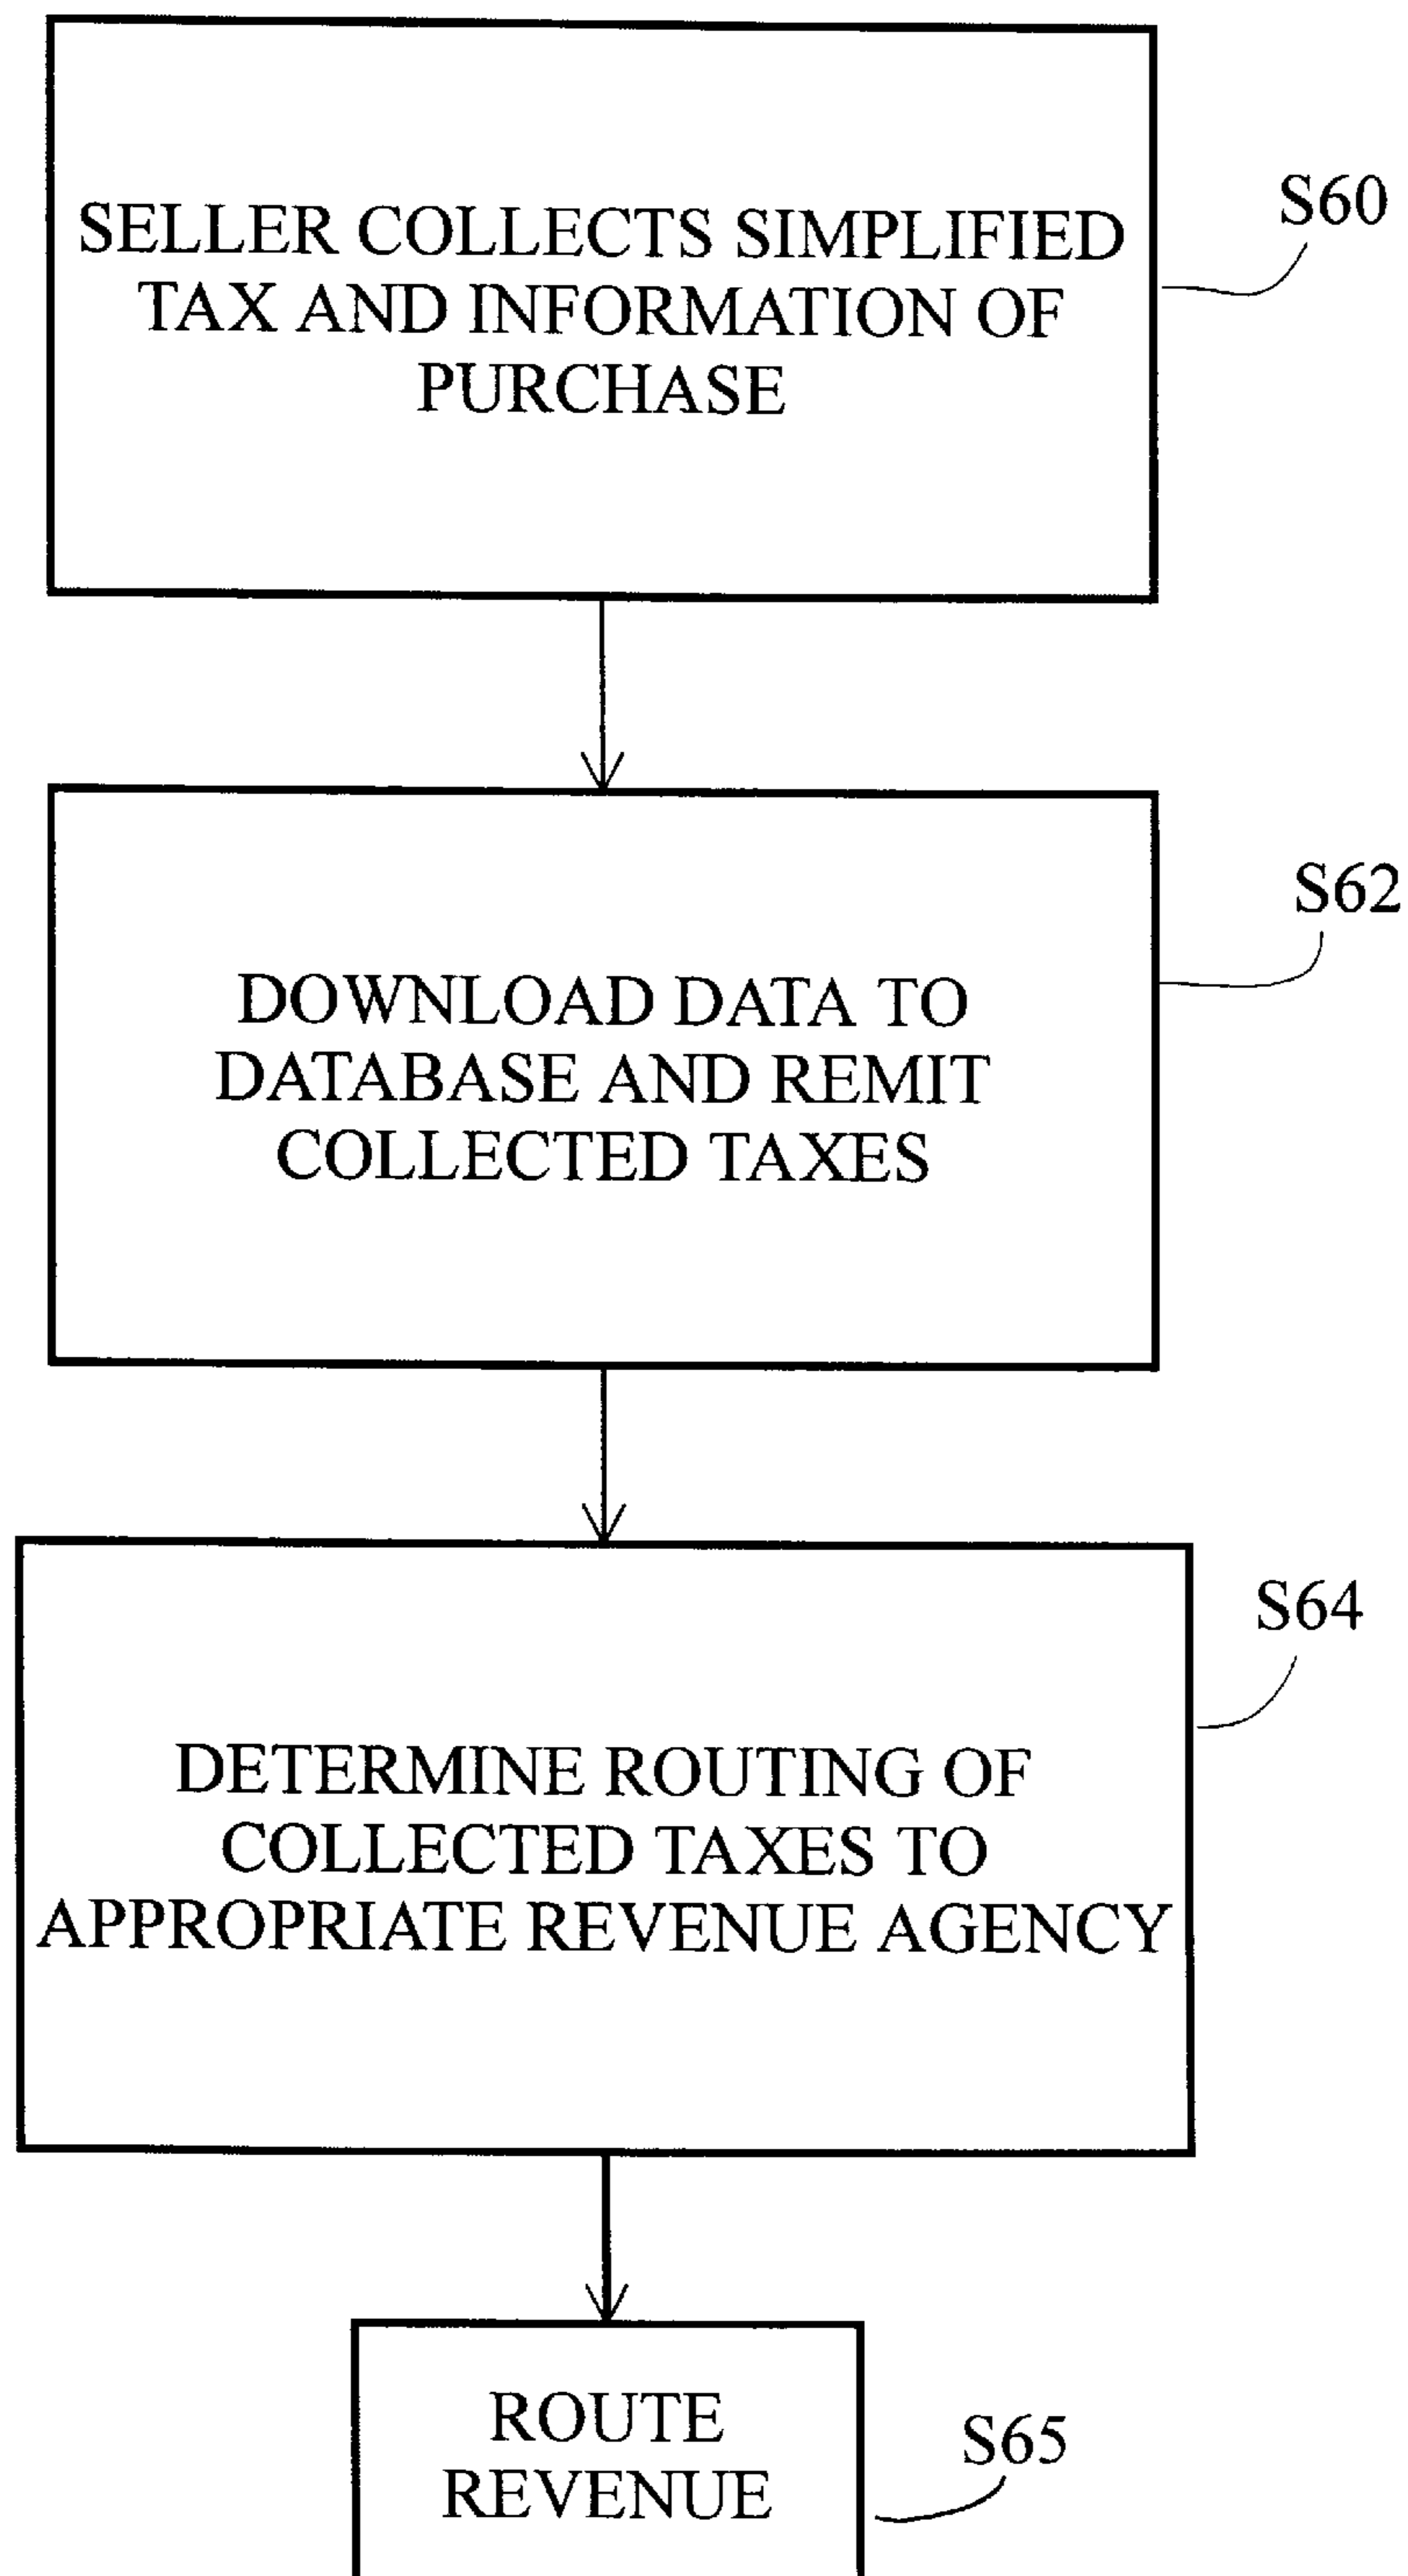 SELLER COLLECTS SIMPLIFIED
TAX AND INFORMATION OF
PURCHASE
S60
DOWNLOAD DATA TO
DATABASE AND REMIT
COLLECTED TAXES
S62
DETERMINE ROUTING OF
COLLECTED TAXES TO
APPROPRIATE REVENUE AGENCY
S64
ROUTE
REVENUE
S65